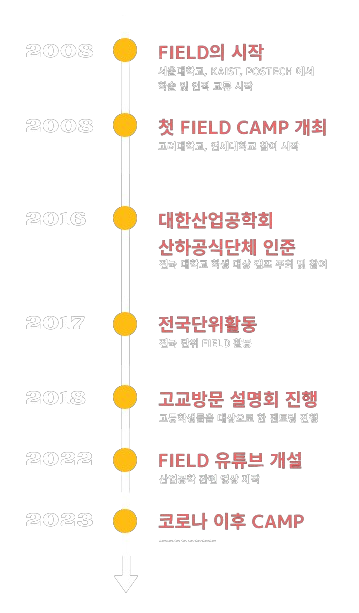 2008
FIELD의 시작
서울대학교, KAIST, POSTECH 에서
학술 및 인적 교류 시작
2008
첫 FIELD CAMP 개최
고려대학교, 연세대학교 참여 시작
2016
대한산업공학회
산하공식단체 인준
전국 대학교 학생 대상 캠프 주최 및 참여
2017
전국단위활동
전국 단위 FIELD 활동
2018
고교방문 설명회 진행
고등학생들을 대상으로 한 멘토링 진행
2022
FIELD 유튜브 개설
산업공학 관련 영상 제작
2023
코로나 이후 CAMP